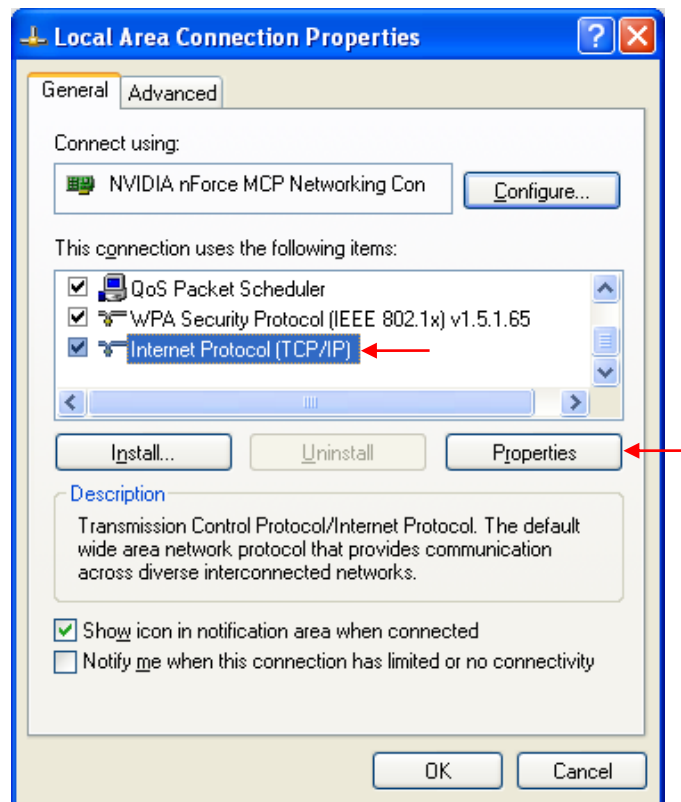 Local Area Connection Properties
General Advanced
Connect using:
NVIDIA nForce MCP Networking Con
Configure...
This connection uses the following items:
QoS Packet Scheduler
WPA Security Protocol (IEEE 802.1x) v1.5.1.65
Internet Protocol (TCP/IP)
Install... Uninstall Properties
Description
Transmission Control Protocol/Internet Protocol. The default
wide area network protocol that provides communication
across diverse interconnected networks.
Show icon in notification area when connected
Notify me when this connection has limited or no connectivity
OK Cancel